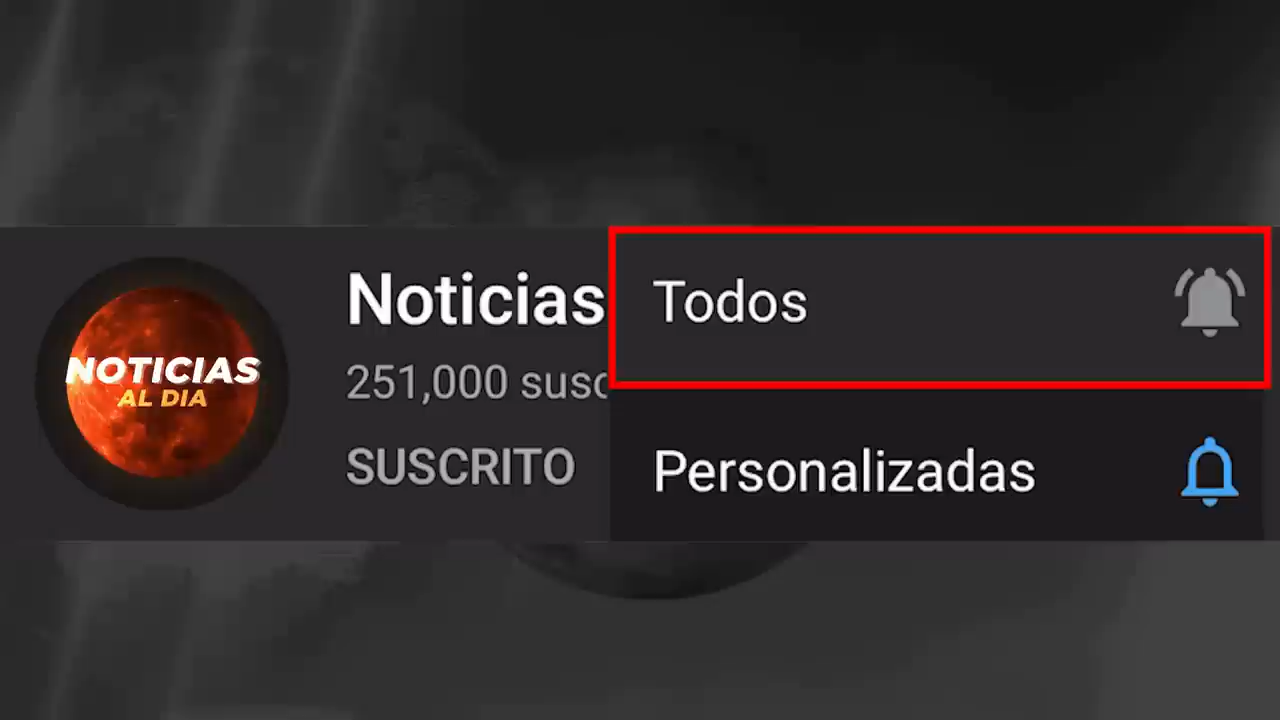 NOTICIAS
AL DIA
Noticias
251,000 susc
SUSCRITO
Todos
Personalizadas